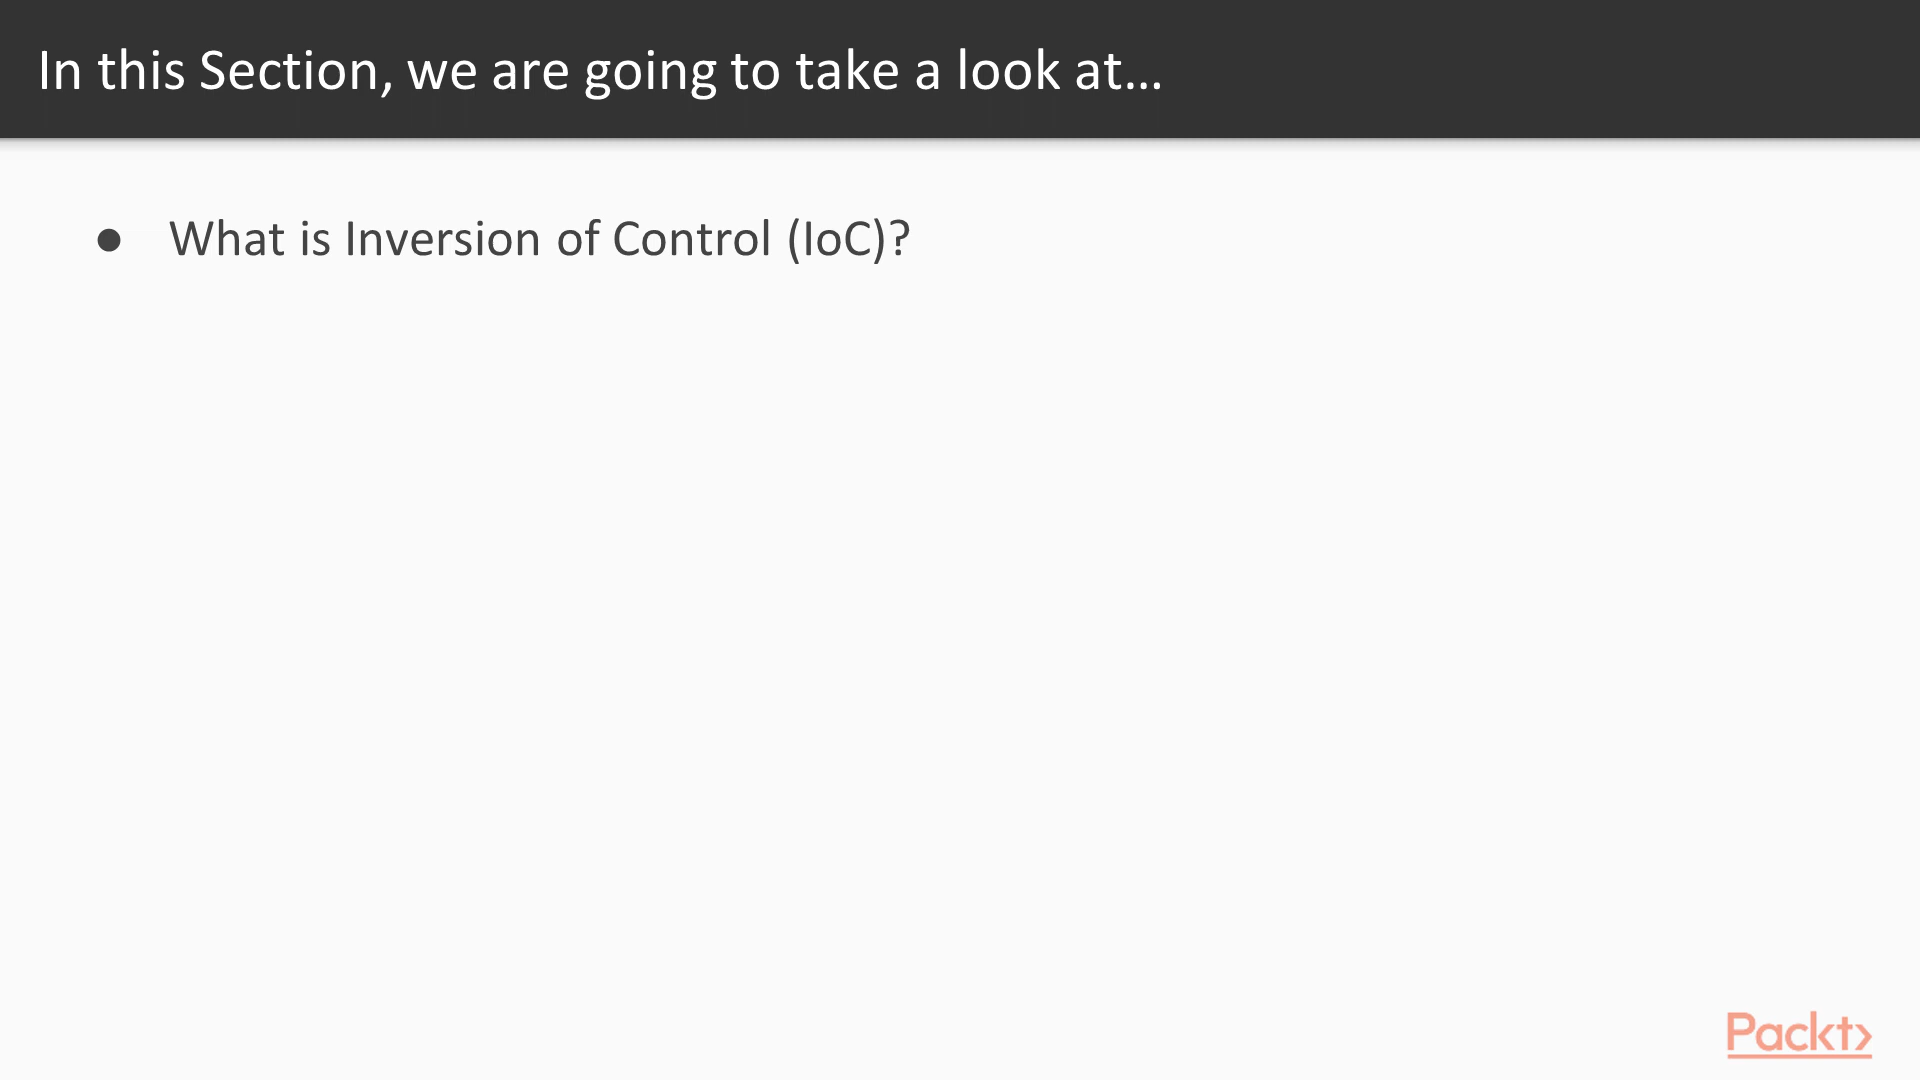 In this Section, we are going to take a look at...
● What is Inversion of Control (IoC)?
Packt>